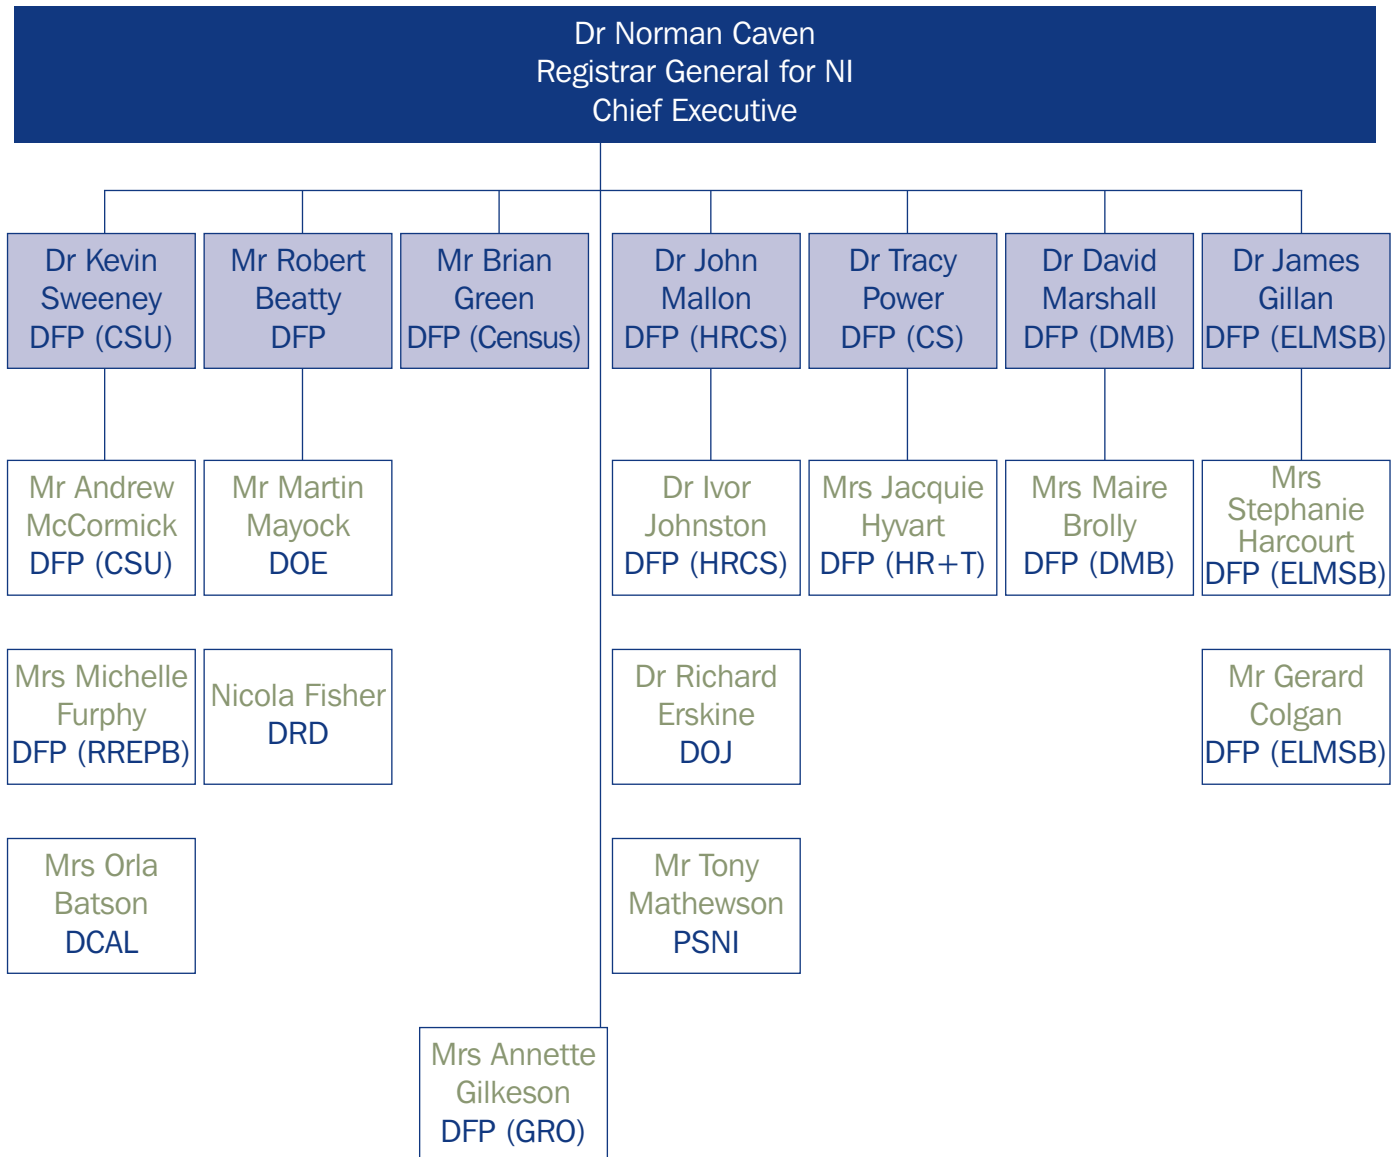 Dr Norman Caven
Registrar General for NI
Chief Executive
Dr Kevin
Sweeney
DFP (CSU)
Mr Robert
Beatty
DFP
Mr Brian
Green
DFP (Census)
Dr John
Mallon
DFP (HRCS)
Dr Tracy
Power
DFP (CS)
Dr David
Marshall
DFP (DMB)
Dr James
Gillan
DFP (ELMSB)
Mr Andrew
McCormick
DFP (CSU)
Mr Martin
Mayock
DOE
Dr Ivor
Johnston
DFP (HRCS)
Mrs Jacquie
Hyvart
DFP (HR+T)
Mrs Maire
Brolly
DFP (DMB)
Mrs
Stephanie
Harcourt
DFP (ELMSB)
Mrs Michelle
Furphy
DFP (RREPB)
Nicola Fisher
DRD
Dr Richard
Erskine
DOJ
Mr Gerard
Colgan
DFP (ELMSB)
Mrs Orla
Batson
DCAL
Mr Tony
Mathewson
PSNI
Mrs Annette
Gilkeson
DFP (GRO)